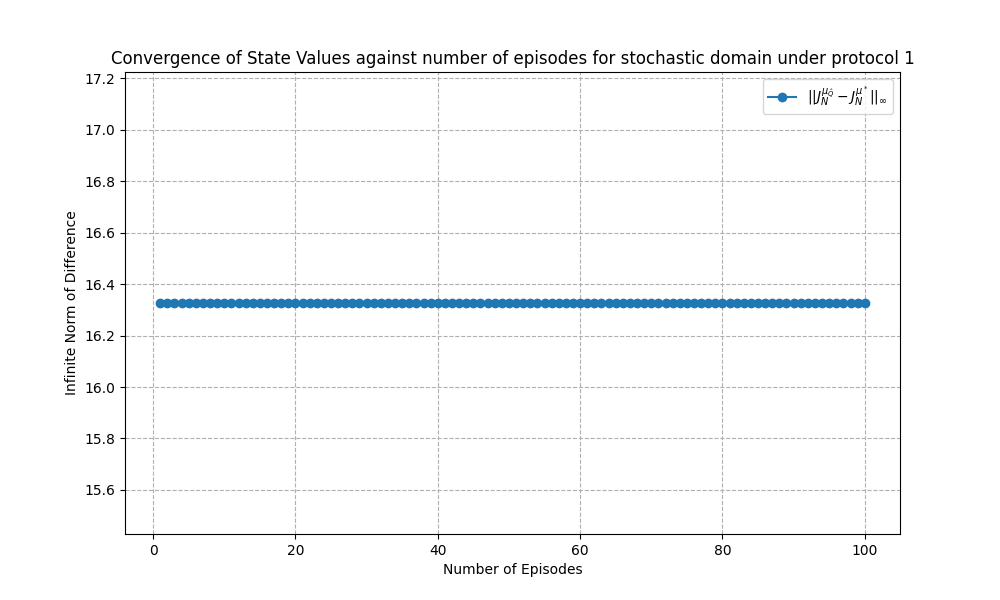 Convergence of State Values against number of episodes for stochastic domain under protocol 1
17.2
17.0
16.8
16.6
16.4
16.2
16.0
15.8
15.6
Infinite Norm of Difference
||J_N^{μ_{\hat{Q}}} − J_N^{μ^*}||_∞
0 20 40 60 80 100
Number of Episodes